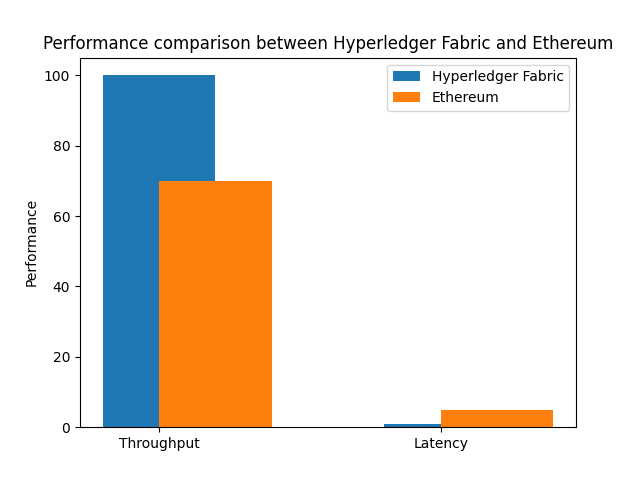 Performance comparison between Hyperledger Fabric and Ethereum
Hyperledger Fabric
Ethereum
100
80
60
40
20
0
Performance
Throughput
Latency